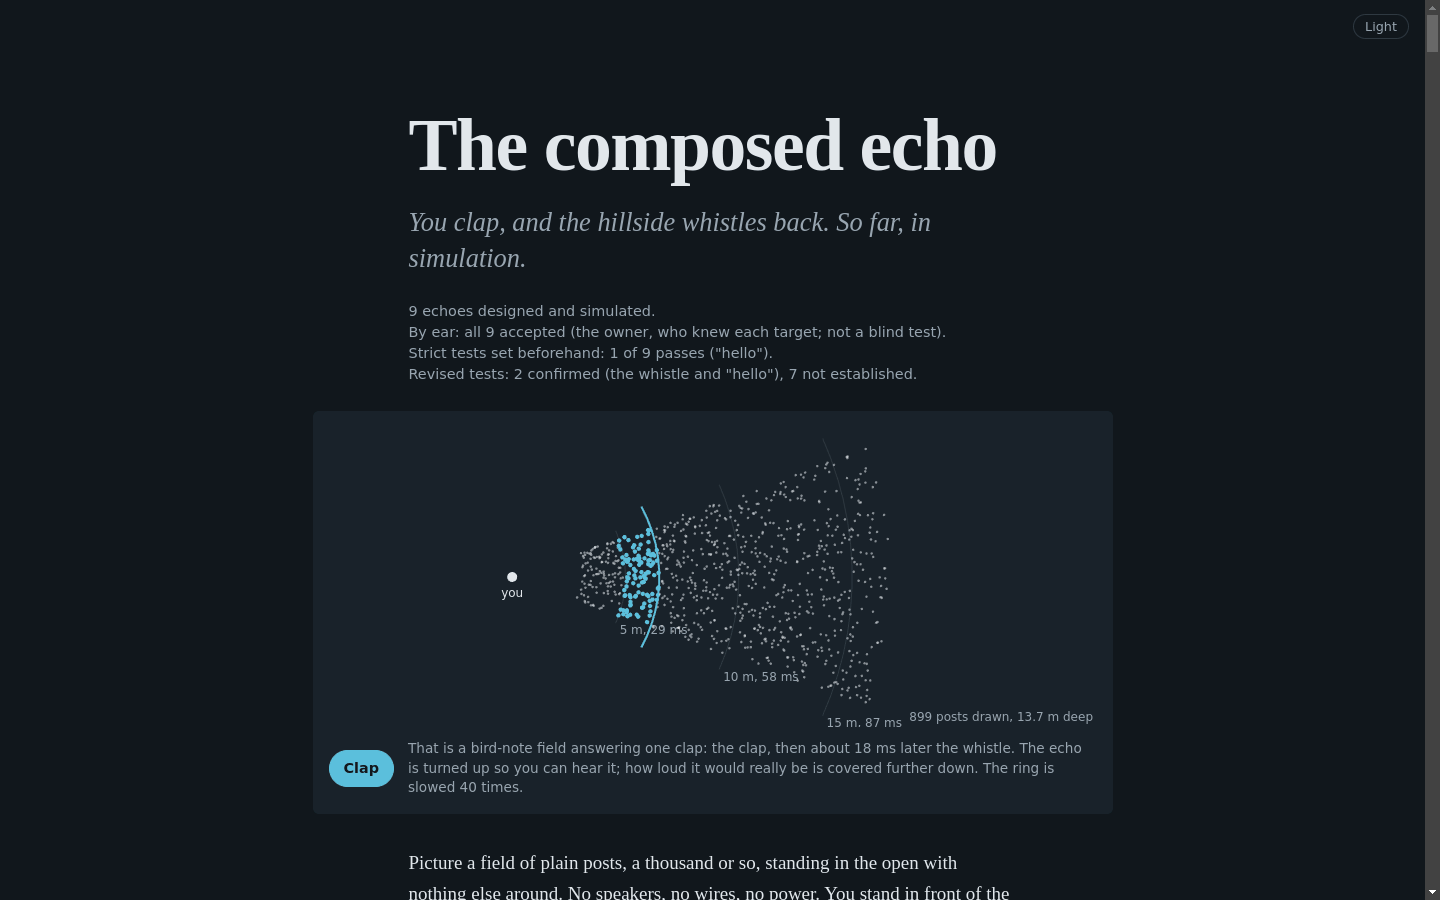 Light
The composed echo
You clap, and the hillside whistles back. So far, in
simulation.
9 echoes designed and simulated.
By ear: all 9 accepted (the owner, who knew each target; not a blind test).
Strict tests set beforehand: 1 of 9 passes ("hello").
Revised tests: 2 confirmed (the whistle and "hello"), 7 not established.
you
5 m, 29 ms
10 m, 58 ms
15 m, 87 ms
899 posts drawn, 13.7 m deep
Clap
That is a bird-note field answering one clap: the clap, then about 18 ms later the whistle. The echo
is turned up so you can hear it; how loud it would really be is covered further down. The ring is
slowed 40 times.
Picture a field of plain posts, a thousand or so, standing in the open with
nothing else around. No speakers, no wires, no power. You stand in front of the